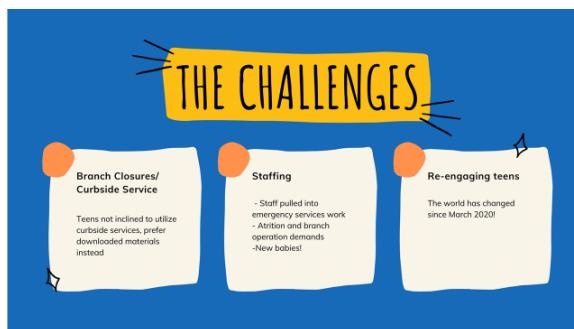 THE CHALLENGES
Branch Closures/
Curbside Service
Teens not inclined to utilize
curbside services, prefer
downloaded materials
instead
Staffing
- Staff pulled into
emergency services work
- Atrition and branch
operation demands
-New babies!
Re-engaging teens
The world has changed
since March 2020!